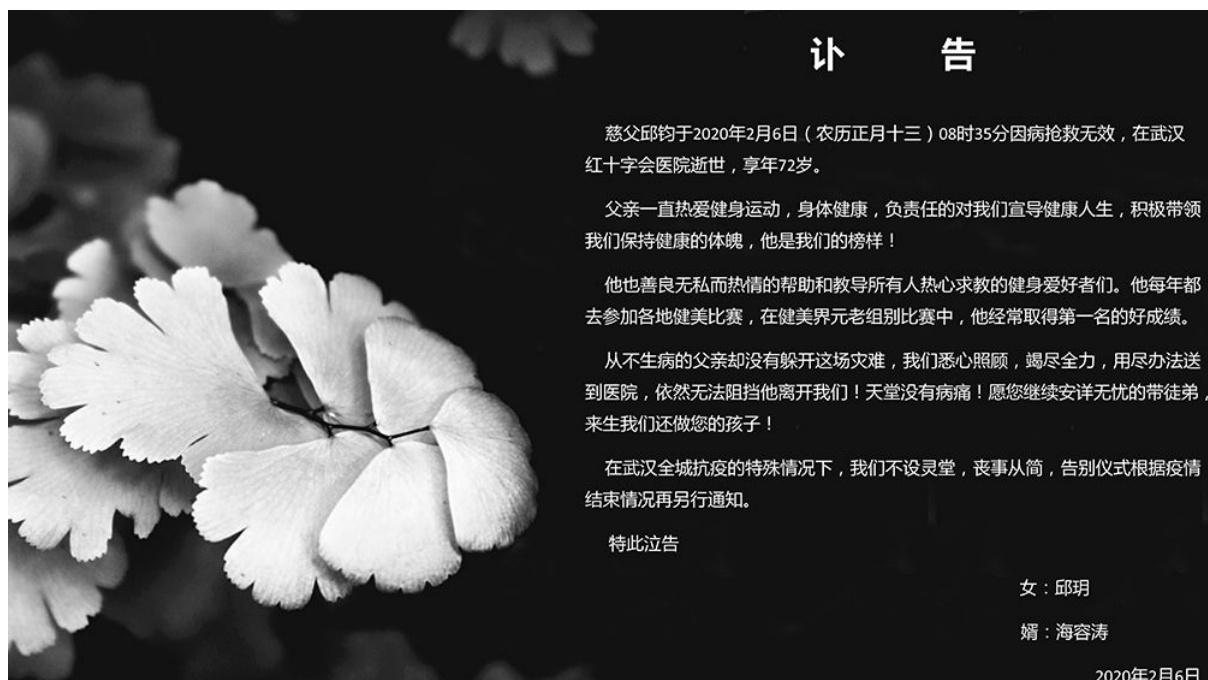 讣 告
慈父邱钧于2020年2月6日（农历正月十三）08时35分因病抢救无效，在武汉
红十字会医院逝世，享年72岁。
父亲一直热爱健身运动，身体健康，负责任的对我们宣导健康人生，积极带领
我们保持健康的体魄，他是我们的榜样！
他也善良无私而热情的帮助和教导所有人热心求教的健身爱好者们。他每年都
去参加各地健美比赛，在健美界元老组别比赛中，他经常取得第一名的好成绩。
从不生病的父亲却没有躲开这场灾难，我们悉心照顾，竭尽全力，用尽办法送
到医院，依然无法阻挡他离开我们！天堂没有病痛！愿您继续安详无忧的带徒弟，
来生我们还做您的孩子！
在武汉全城抗疫的特殊情况下，我们不设灵堂，丧事从简，告别仪式根据疫情
结束情况再另行通知。
特此泣告
女：邱玥
婿：海容涛
2020年2月6日